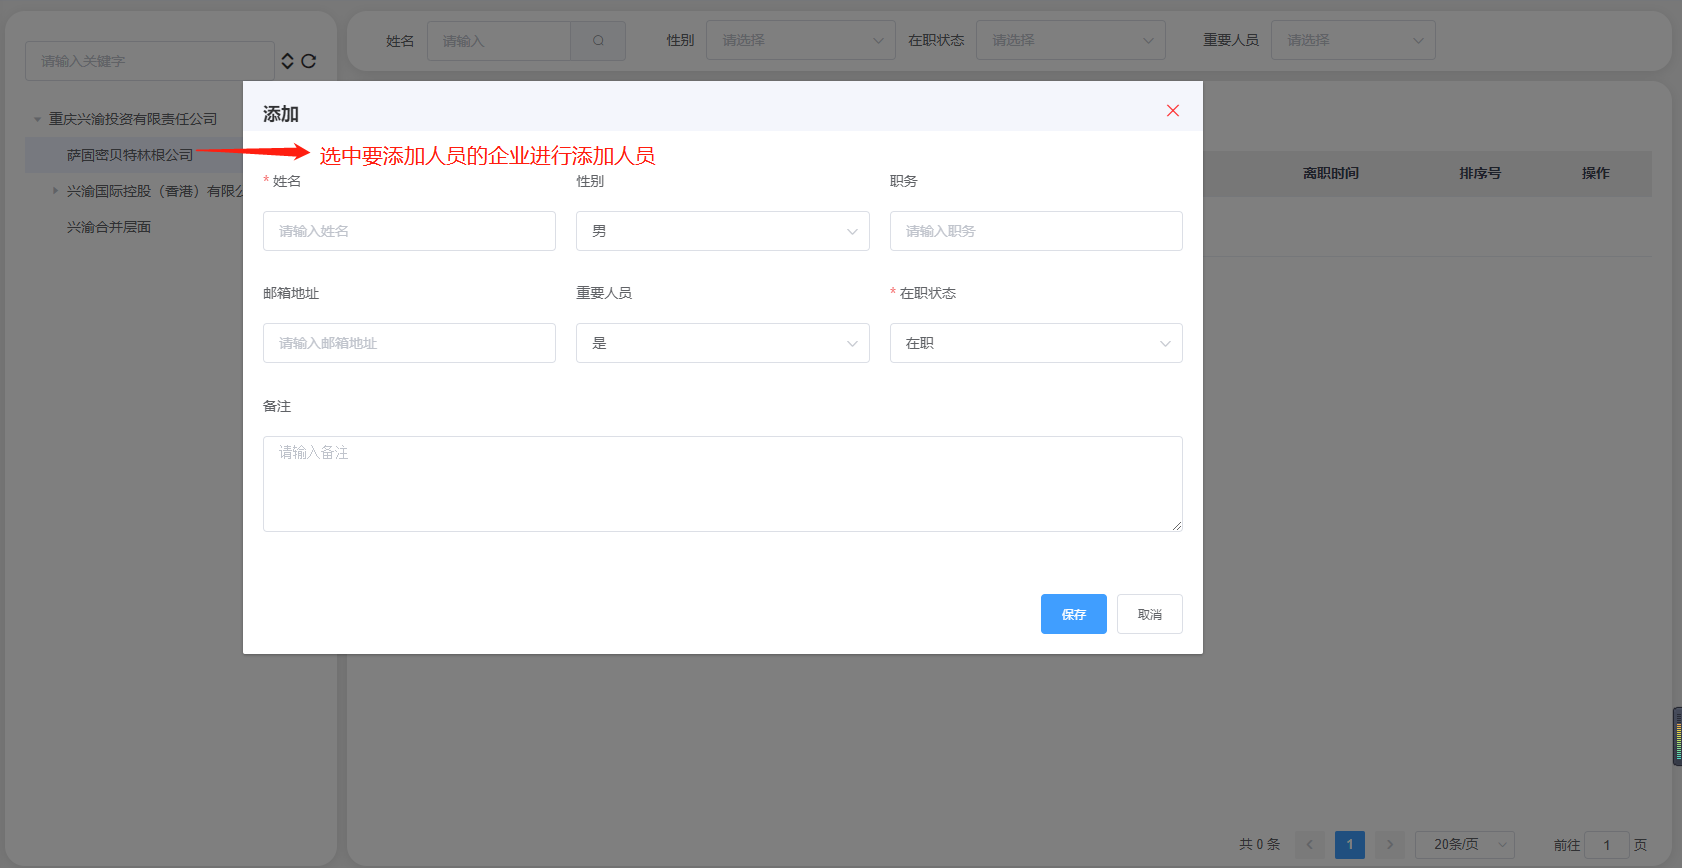 姓名 请输入 性别 请选择 在职状态 请选择 重要人员 请选择
请输入关键字
重庆兴渝投资有限责任公司
萨固密贝特林根公司
兴渝国际控股（香港）有限公
兴渝合并层面
添加
选中要添加人员的企业进行添加人员
* 姓名 性别 职务
请输入姓名 男 请输入职务
邮箱地址 重要人员 * 在职状态
请输入邮箱地址 是 在职
备注
请输入备注
保存 取消
离职时间 排序号 操作
共 0 条 1 20条/页 前往 1 页